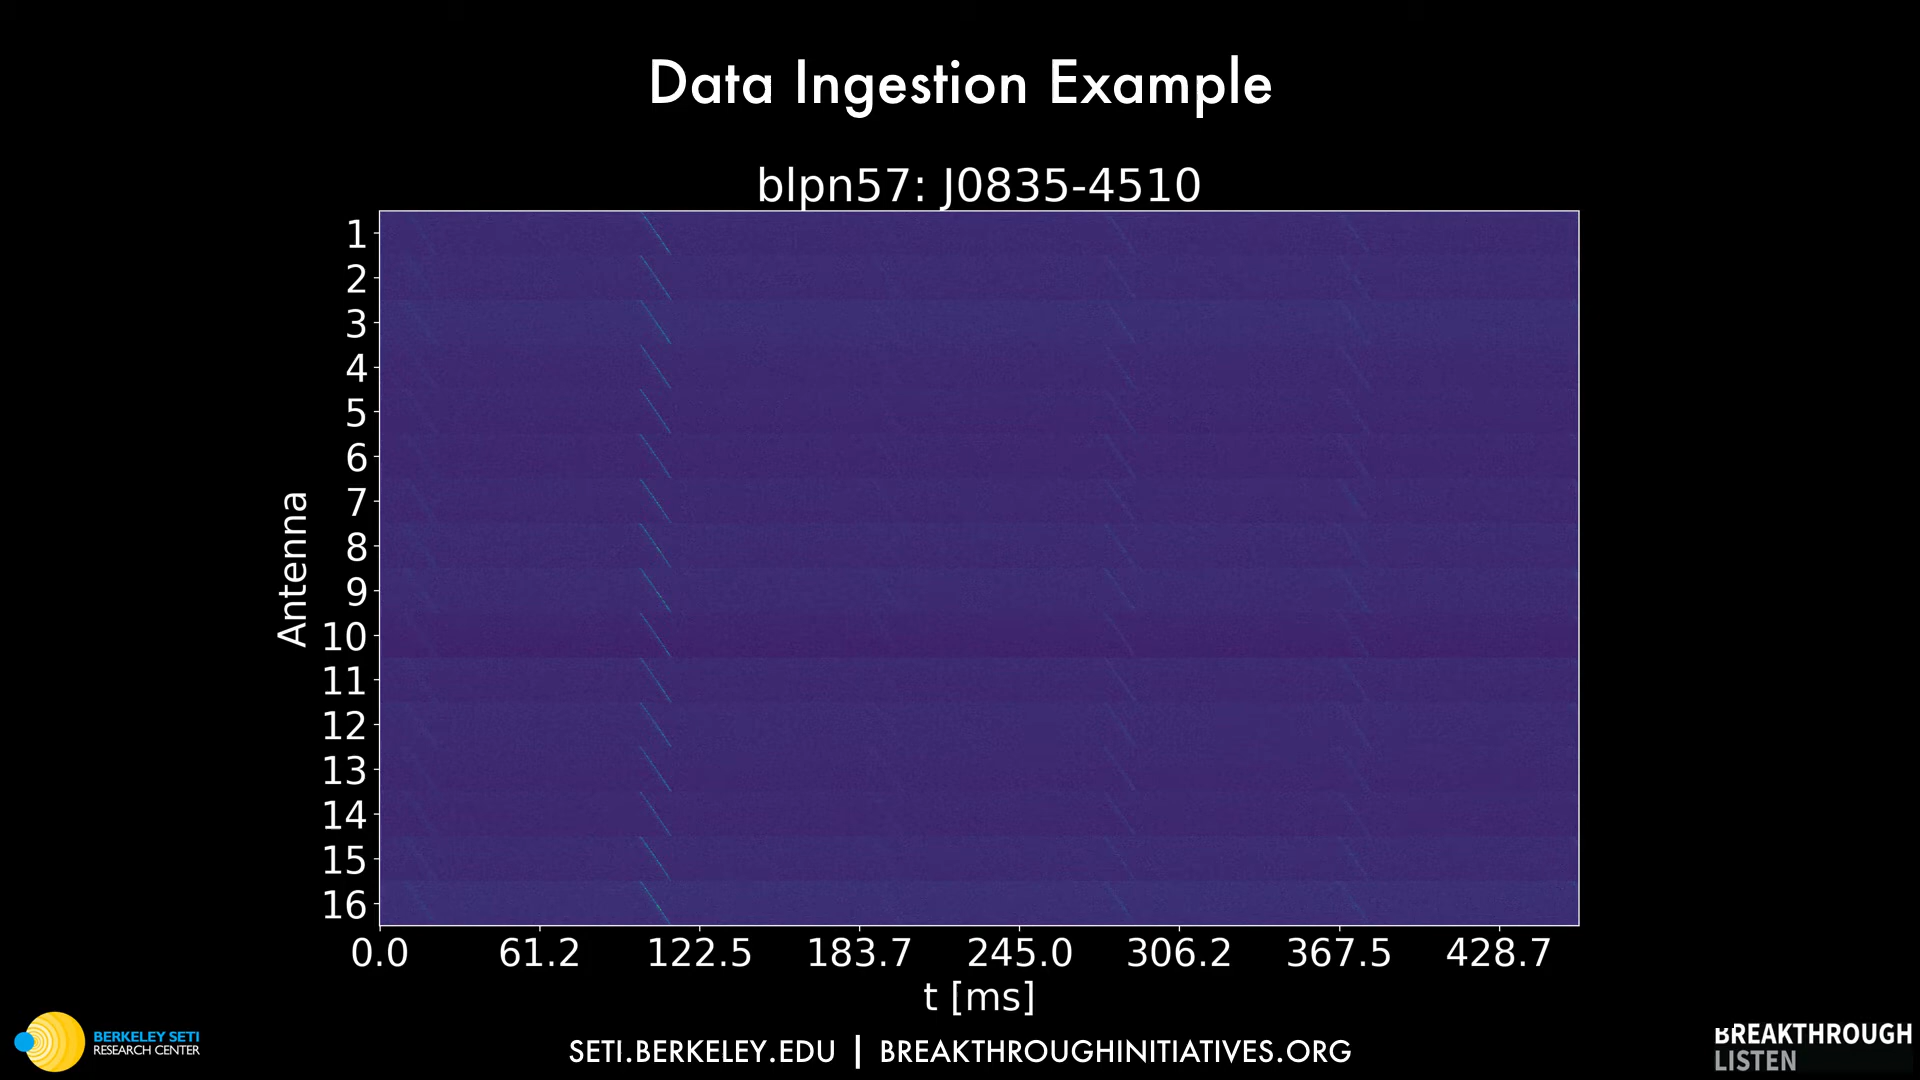 Data Ingestion Example
blpn57: J0835-4510
Antenna
1
2
3
4
5
6
7
8
9
10
11
12
13
14
15
16
0.0 61.2 122.5 183.7 245.0 306.2 367.5 428.7
t [ms]
BERKELEY SETI
RESEARCH CENTER
SETI.BERKELEY.EDU | BREAKTHROUGHINITIATIVES.ORG
BREAKTHROUGH
LISTEN